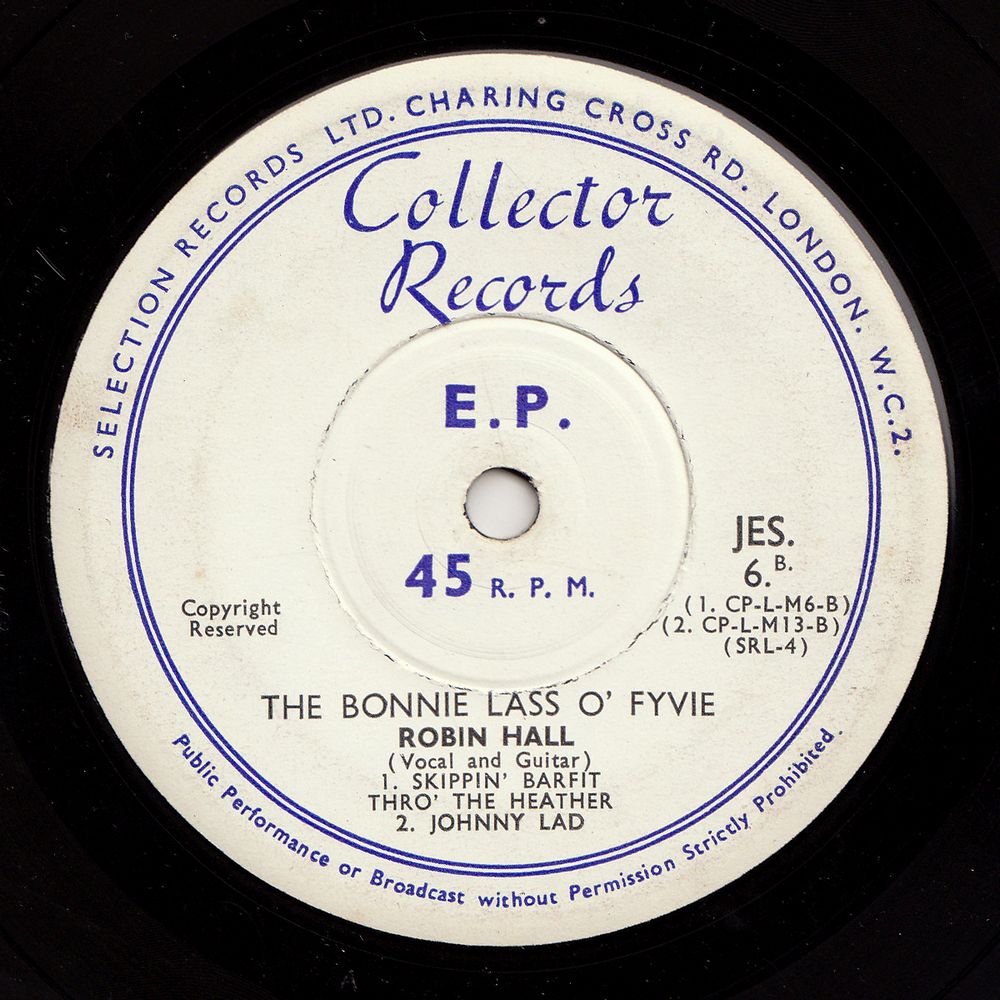 SELECTION RECORDS LTD. CHARING CROSS RD. LONDON. W.C.2.
Collector
Records
E.P.
45 R. P. M.
JES.
6.B.
(1. CP-L-M6-B)
(2. CP-L-M13-B)
(SRL-4)
Copyright
Reserved
THE BONNIE LASS O' FYVIE
ROBIN HALL
(Vocal and Guitar)
1. SKIPPIN' BARFIT
THRO' THE HEATHER
2. JOHNNY LAD
Public Performance or Broadcast without Permission Strictly Prohibited.